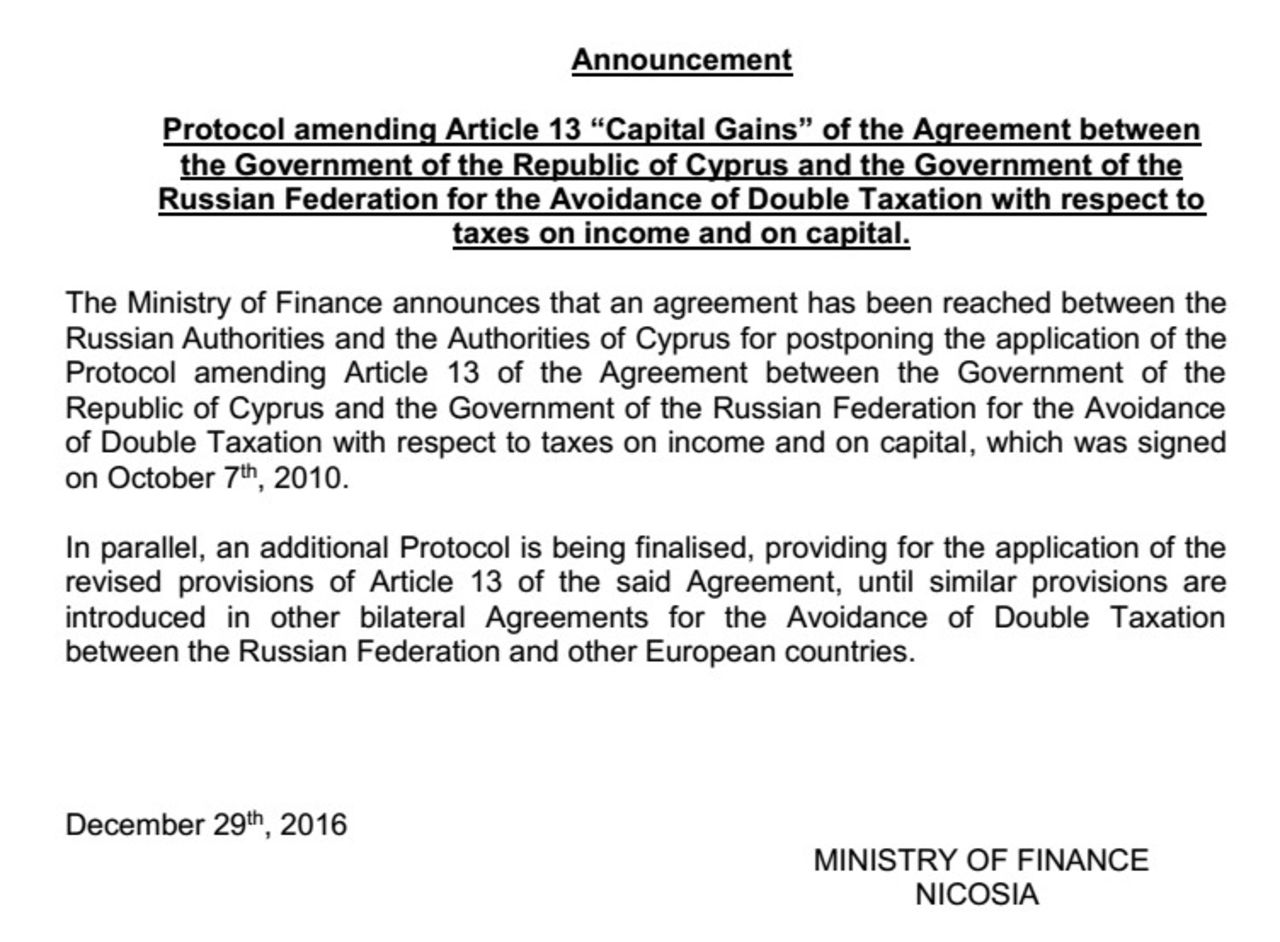 Announcement
Protocol amending Article 13 “Capital Gains” of the Agreement between
the Government of the Republic of Cyprus and the Government of the
Russian Federation for the Avoidance of Double Taxation with respect to
taxes on income and on capital.
The Ministry of Finance announces that an agreement has been reached between the
Russian Authorities and the Authorities of Cyprus for postponing the application of the
Protocol amending Article 13 of the Agreement between the Government of the
Republic of Cyprus and the Government of the Russian Federation for the Avoidance
of Double Taxation with respect to taxes on income and on capital, which was signed
on October 7th, 2010.
In parallel, an additional Protocol is being finalised, providing for the application of the
revised provisions of Article 13 of the said Agreement, until similar provisions are
introduced in other bilateral Agreements for the Avoidance of Double Taxation
between the Russian Federation and other European countries.
December 29th, 2016
MINISTRY OF FINANCE
NICOSIA